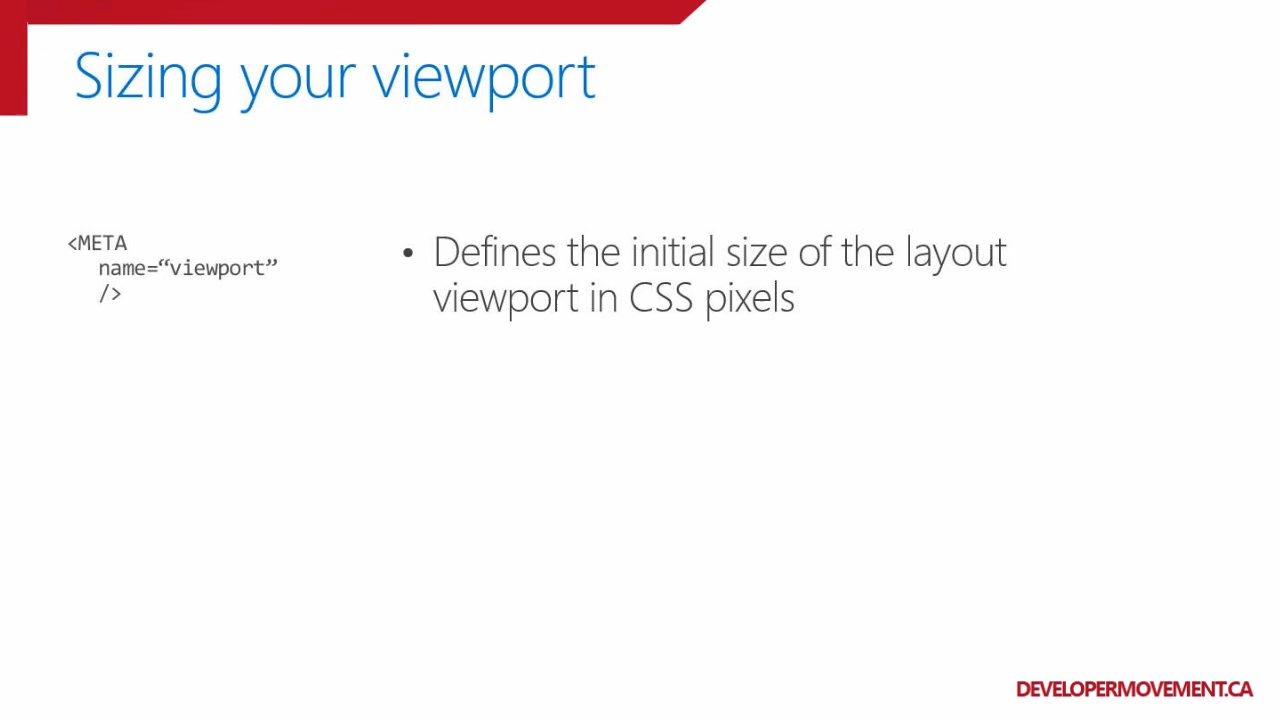 Sizing your viewport
<META
name=“viewport”
/>
• Defines the initial size of the layout
viewport in CSS pixels
DEVELOPERMOVEMENT.CA